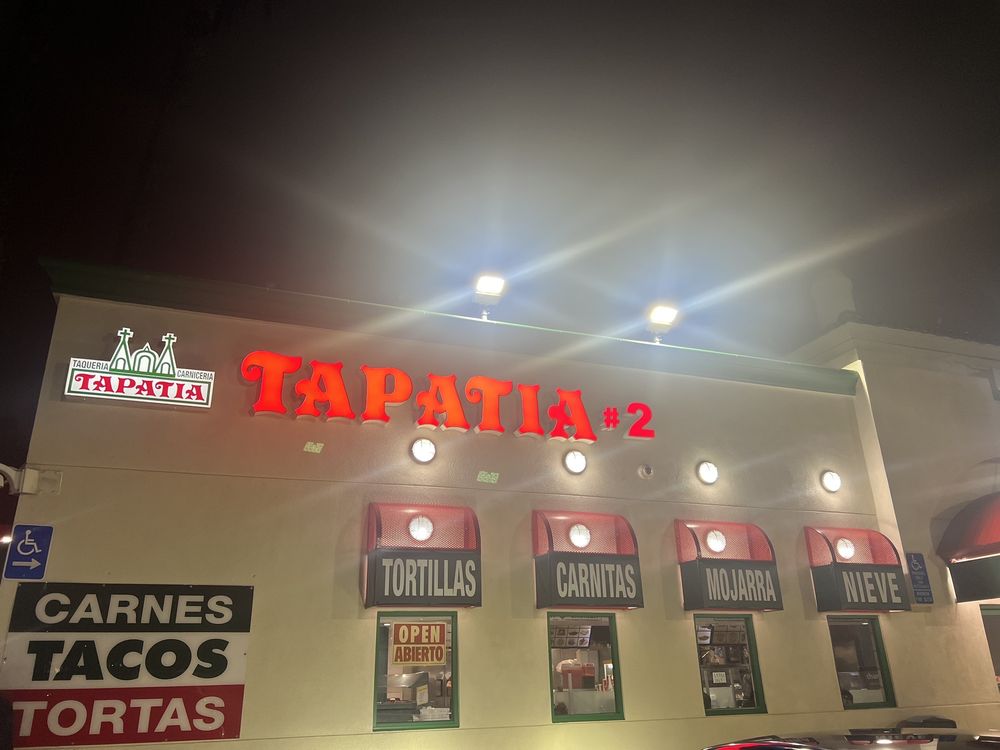 TAQUERIA
CARNICERIA
TAPATIA
TAPATIA #2
TORTILLAS
CARNITAS
MOJARRA
NIEVE
OPEN
ABIERTO
CARNES
TACOS
TORTAS